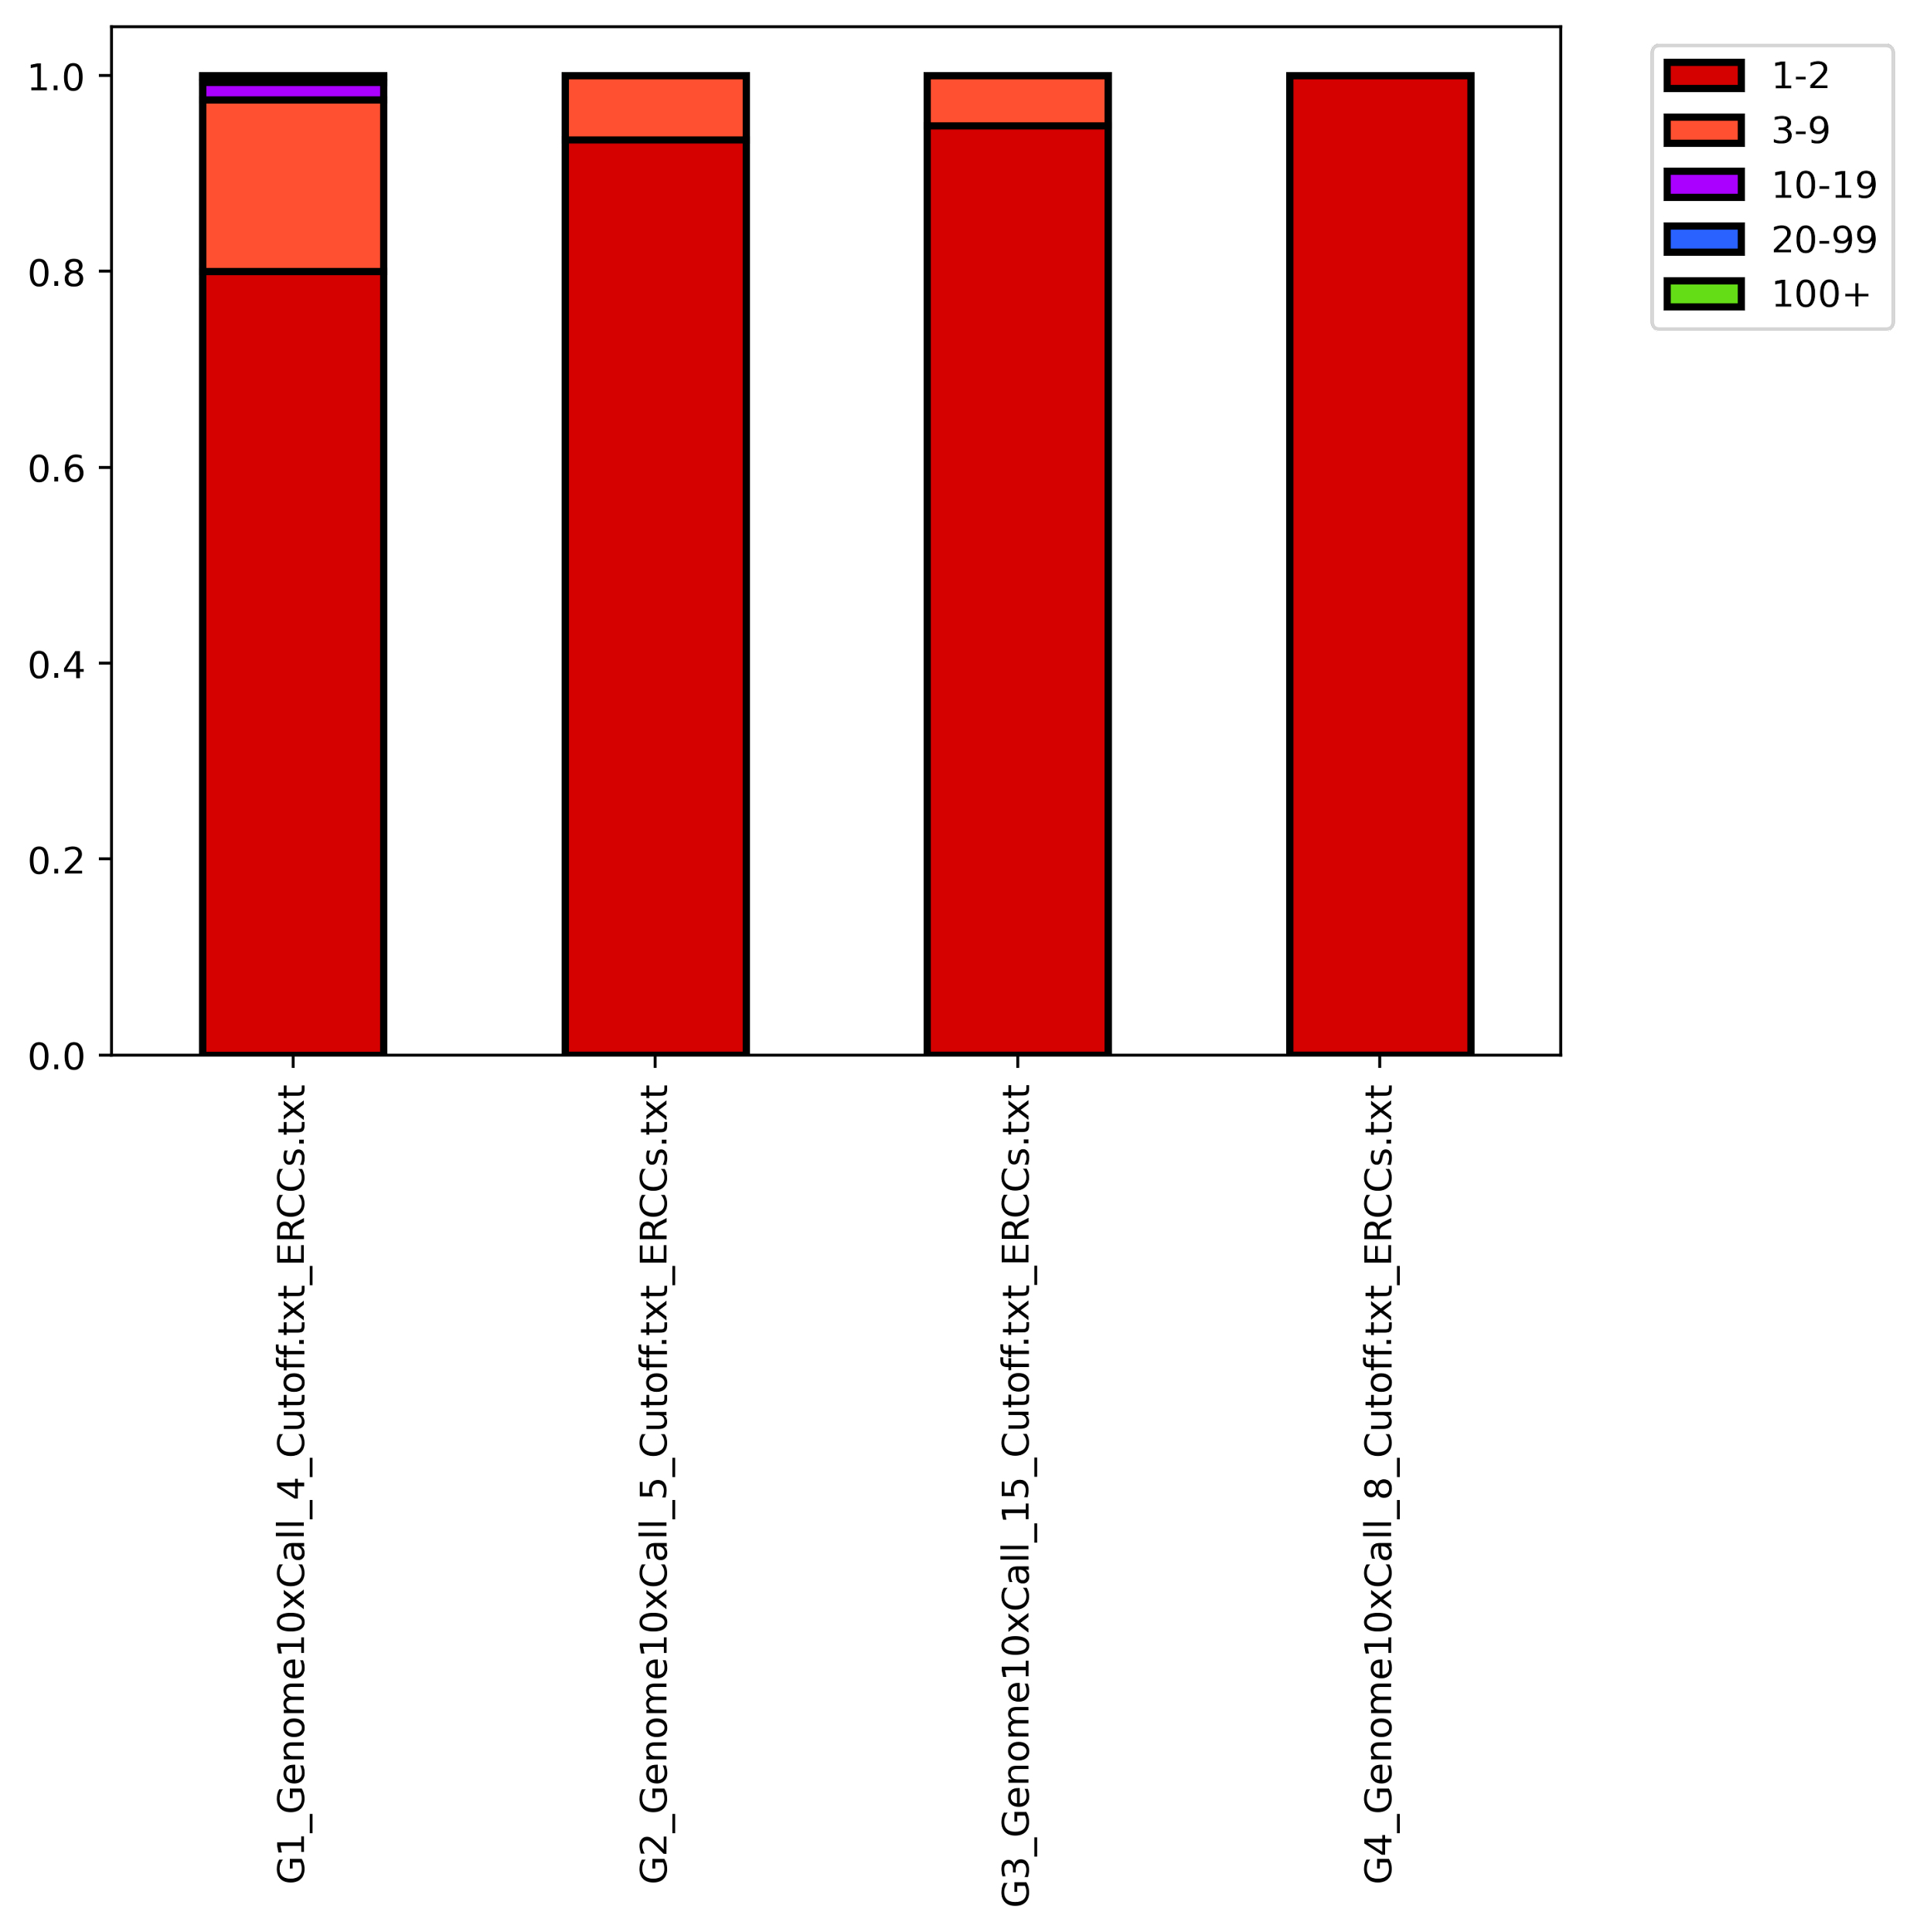 1.0
0.8
0.6
0.4
0.2
0.0
G1_Genome10xCall_4_Cutoff.txt_ERCCs.txt
G2_Genome10xCall_5_Cutoff.txt_ERCCs.txt
G3_Genome10xCall_15_Cutoff.txt_ERCCs.txt
G4_Genome10xCall_8_Cutoff.txt_ERCCs.txt
1-2
3-9
10-19
20-99
100+